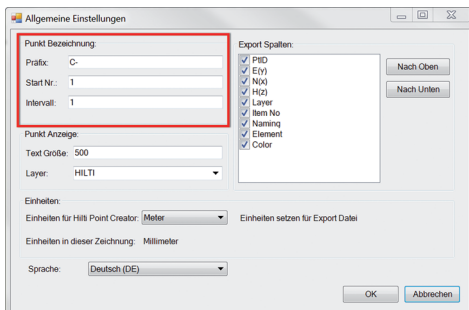 Allgemeine Einstellungen
Punkt Bezeichnung:
Präfix: C-
Start Nr.: 1
Intervall: 1
Punkt Anzeige:
Text Größe: 500
Layer: HILTI
Export Spalten:
PtID
E(y)
N(x)
H(z)
Layer
Item No
Naming
Element
Color
Nach Oben
Nach Unten
Einheiten:
Einheiten für Hilti Point Creator: Meter Einheiten setzen für Export Datei
Einheiten in dieser Zeichnung: Millimeter
Sprache: Deutsch (DE)
OK Abbrechen